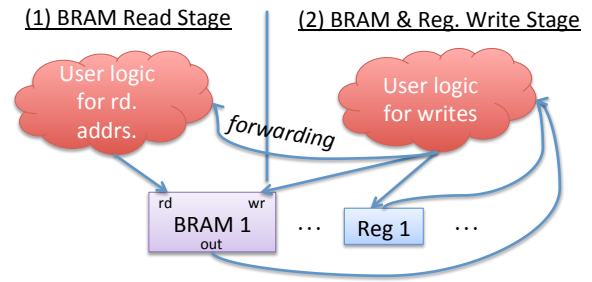 (1) BRAM Read Stage
(2) BRAM & Reg. Write Stage
User logic
for rd.
addrs.
User logic
for writes
forwarding
rd
wr
BRAM 1
out
...
Reg 1
...